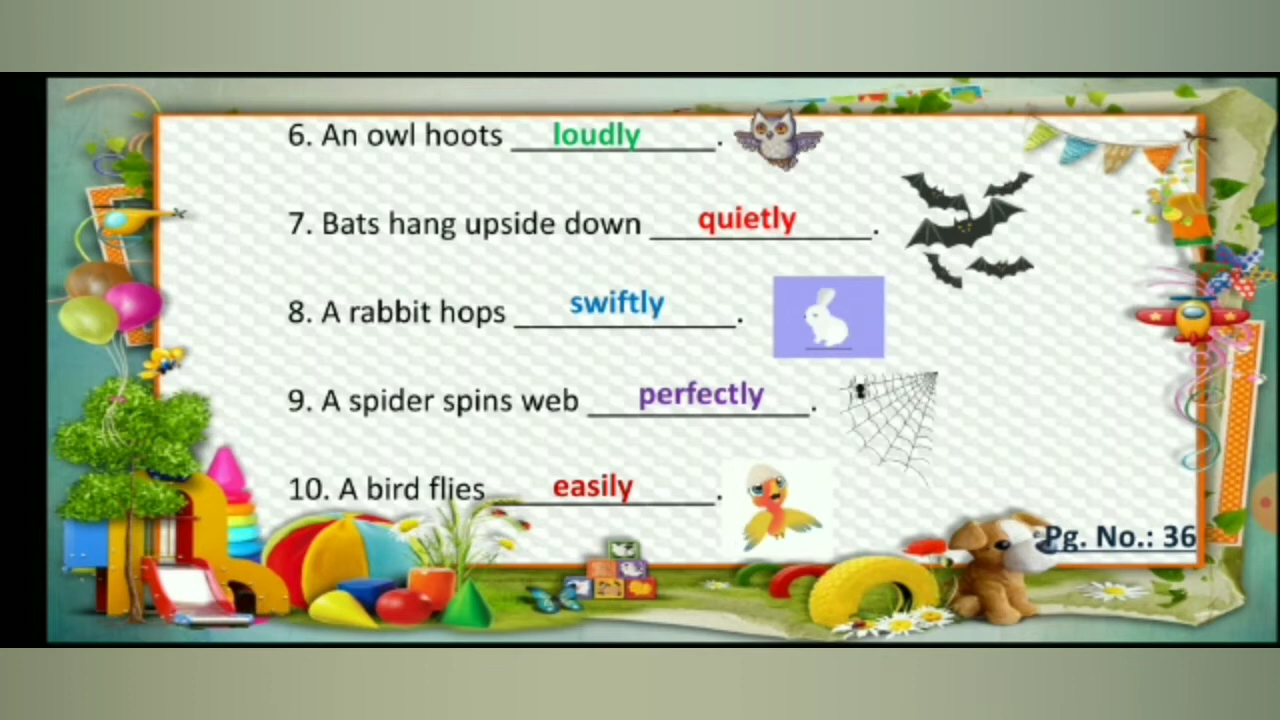 6. An owl hoots loudly.
7. Bats hang upside down quietly.
8. A rabbit hops swiftly.
9. A spider spins web perfectly.
10. A bird flies easily.
Pg. No.: 36